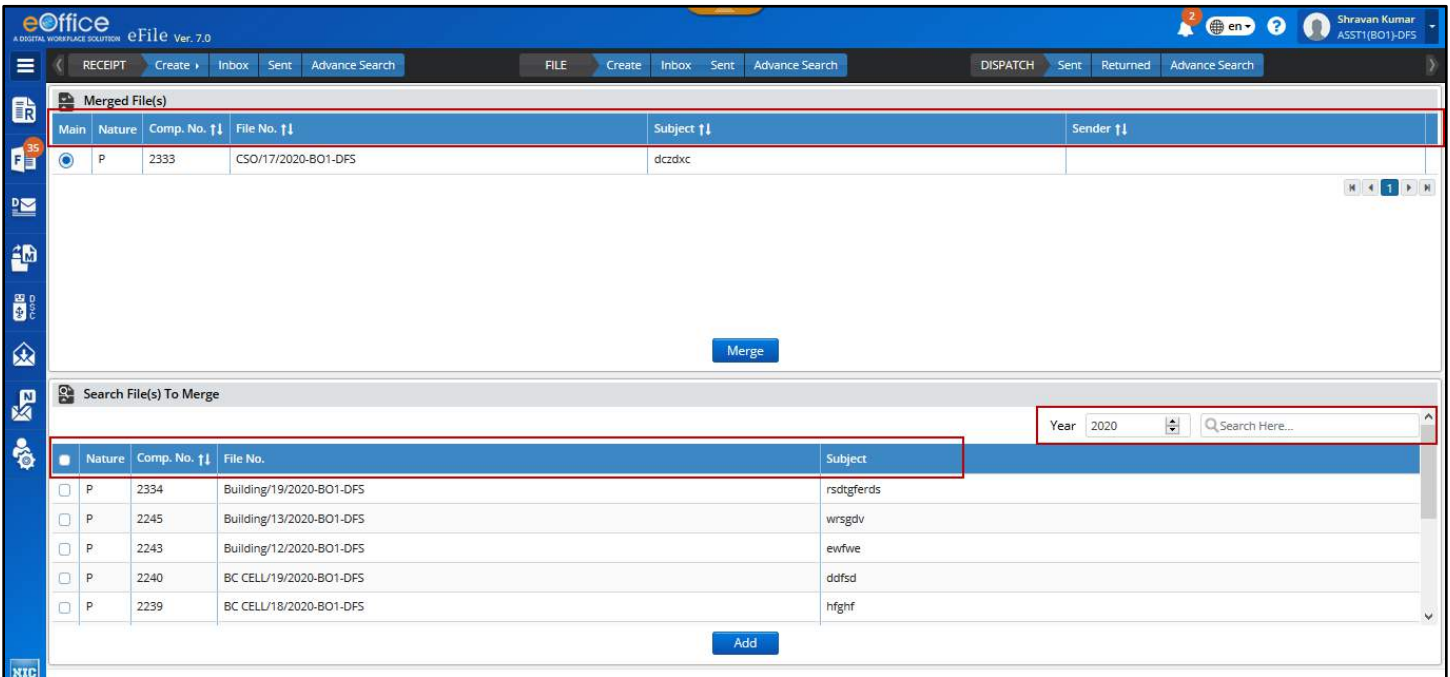 eOffice
A DIGITAL WORKPLACE SOLUTION eFile Ver. 7.0
2 en ? Shravan Kumar
ASST1(BO1)-DFS
RECEIPT Create Inbox Sent Advance Search FILE Create Inbox Sent Advance Search DISPATCH Sent Returned Advance Search
Merged File(s)
Main Nature Comp. No. File No. Subject Sender
P 2333 CSO/17/2020-BO1-DFS dczdxc
1
Merge
R
F 35
D
M
DSC
N
NIC
Search File(s) To Merge
Year 2020 Search Here...
Nature Comp. No. File No. Subject
P 2334 Building/19/2020-BO1-DFS rsdtgferds
P 2245 Building/13/2020-BO1-DFS wrsgdv
P 2243 Building/12/2020-BO1-DFS ewfwe
P 2240 BC CELL/19/2020-BO1-DFS ddfsd
P 2239 BC CELL/18/2020-BO1-DFS hfghf
Add